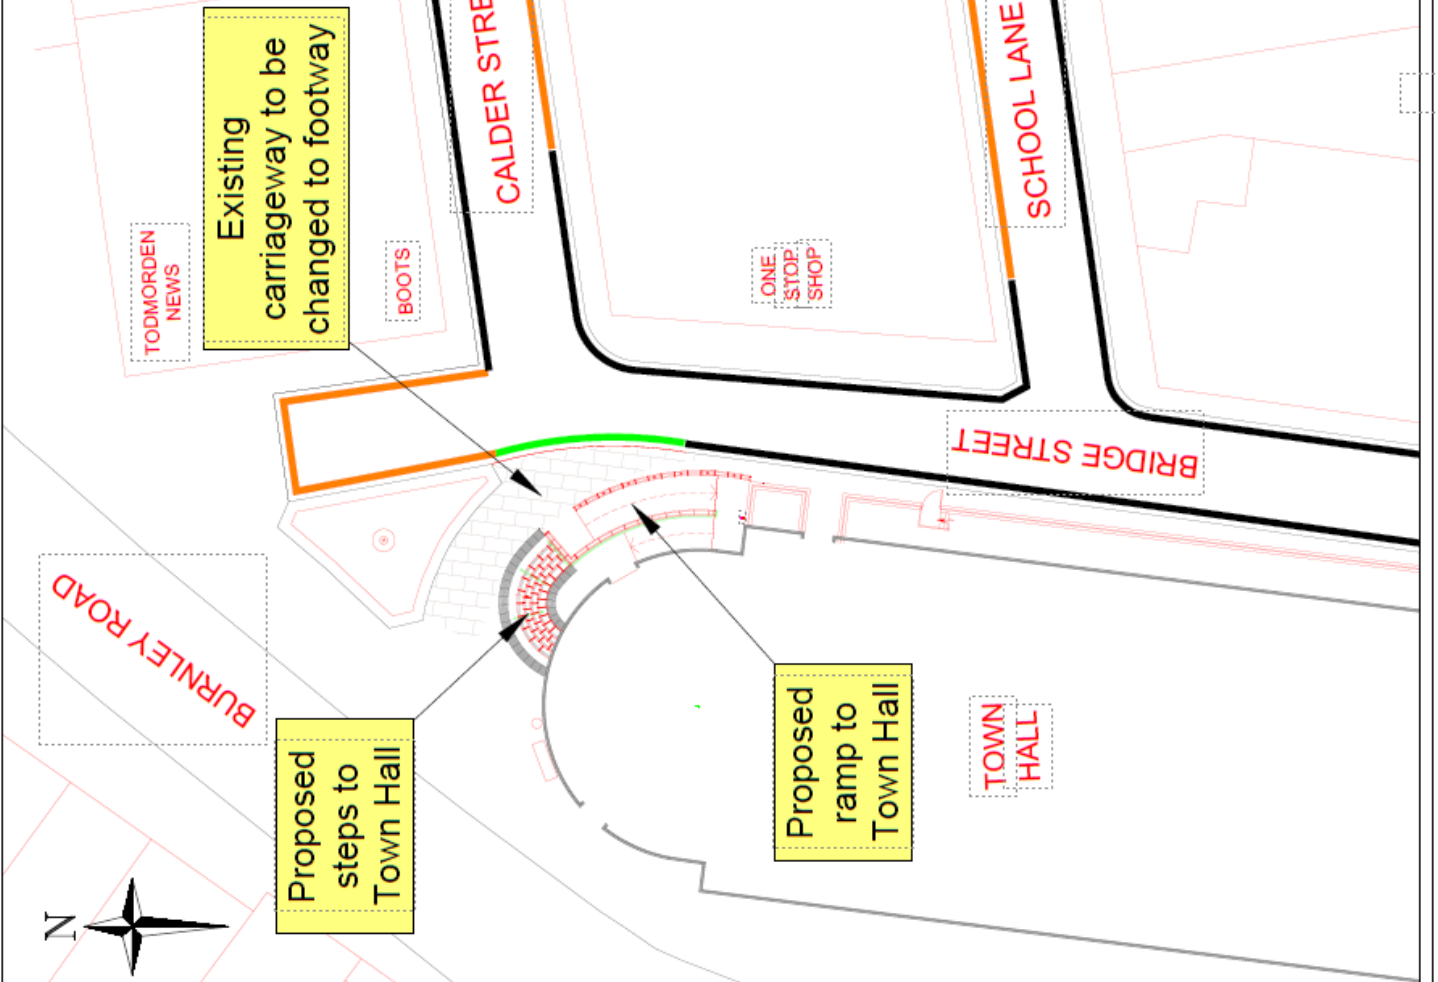 Existing
carriageway to be
changed to footway
CALDER STRE
SCHOOL LANE
TODMORDEN
NEWS
BOOTS
ONE
STOP
SHOP
BRIDGE STREET
BURNLEY ROAD
Proposed
steps to
Town Hall
Proposed
ramp to
Town Hall
TOWN
HALL
N